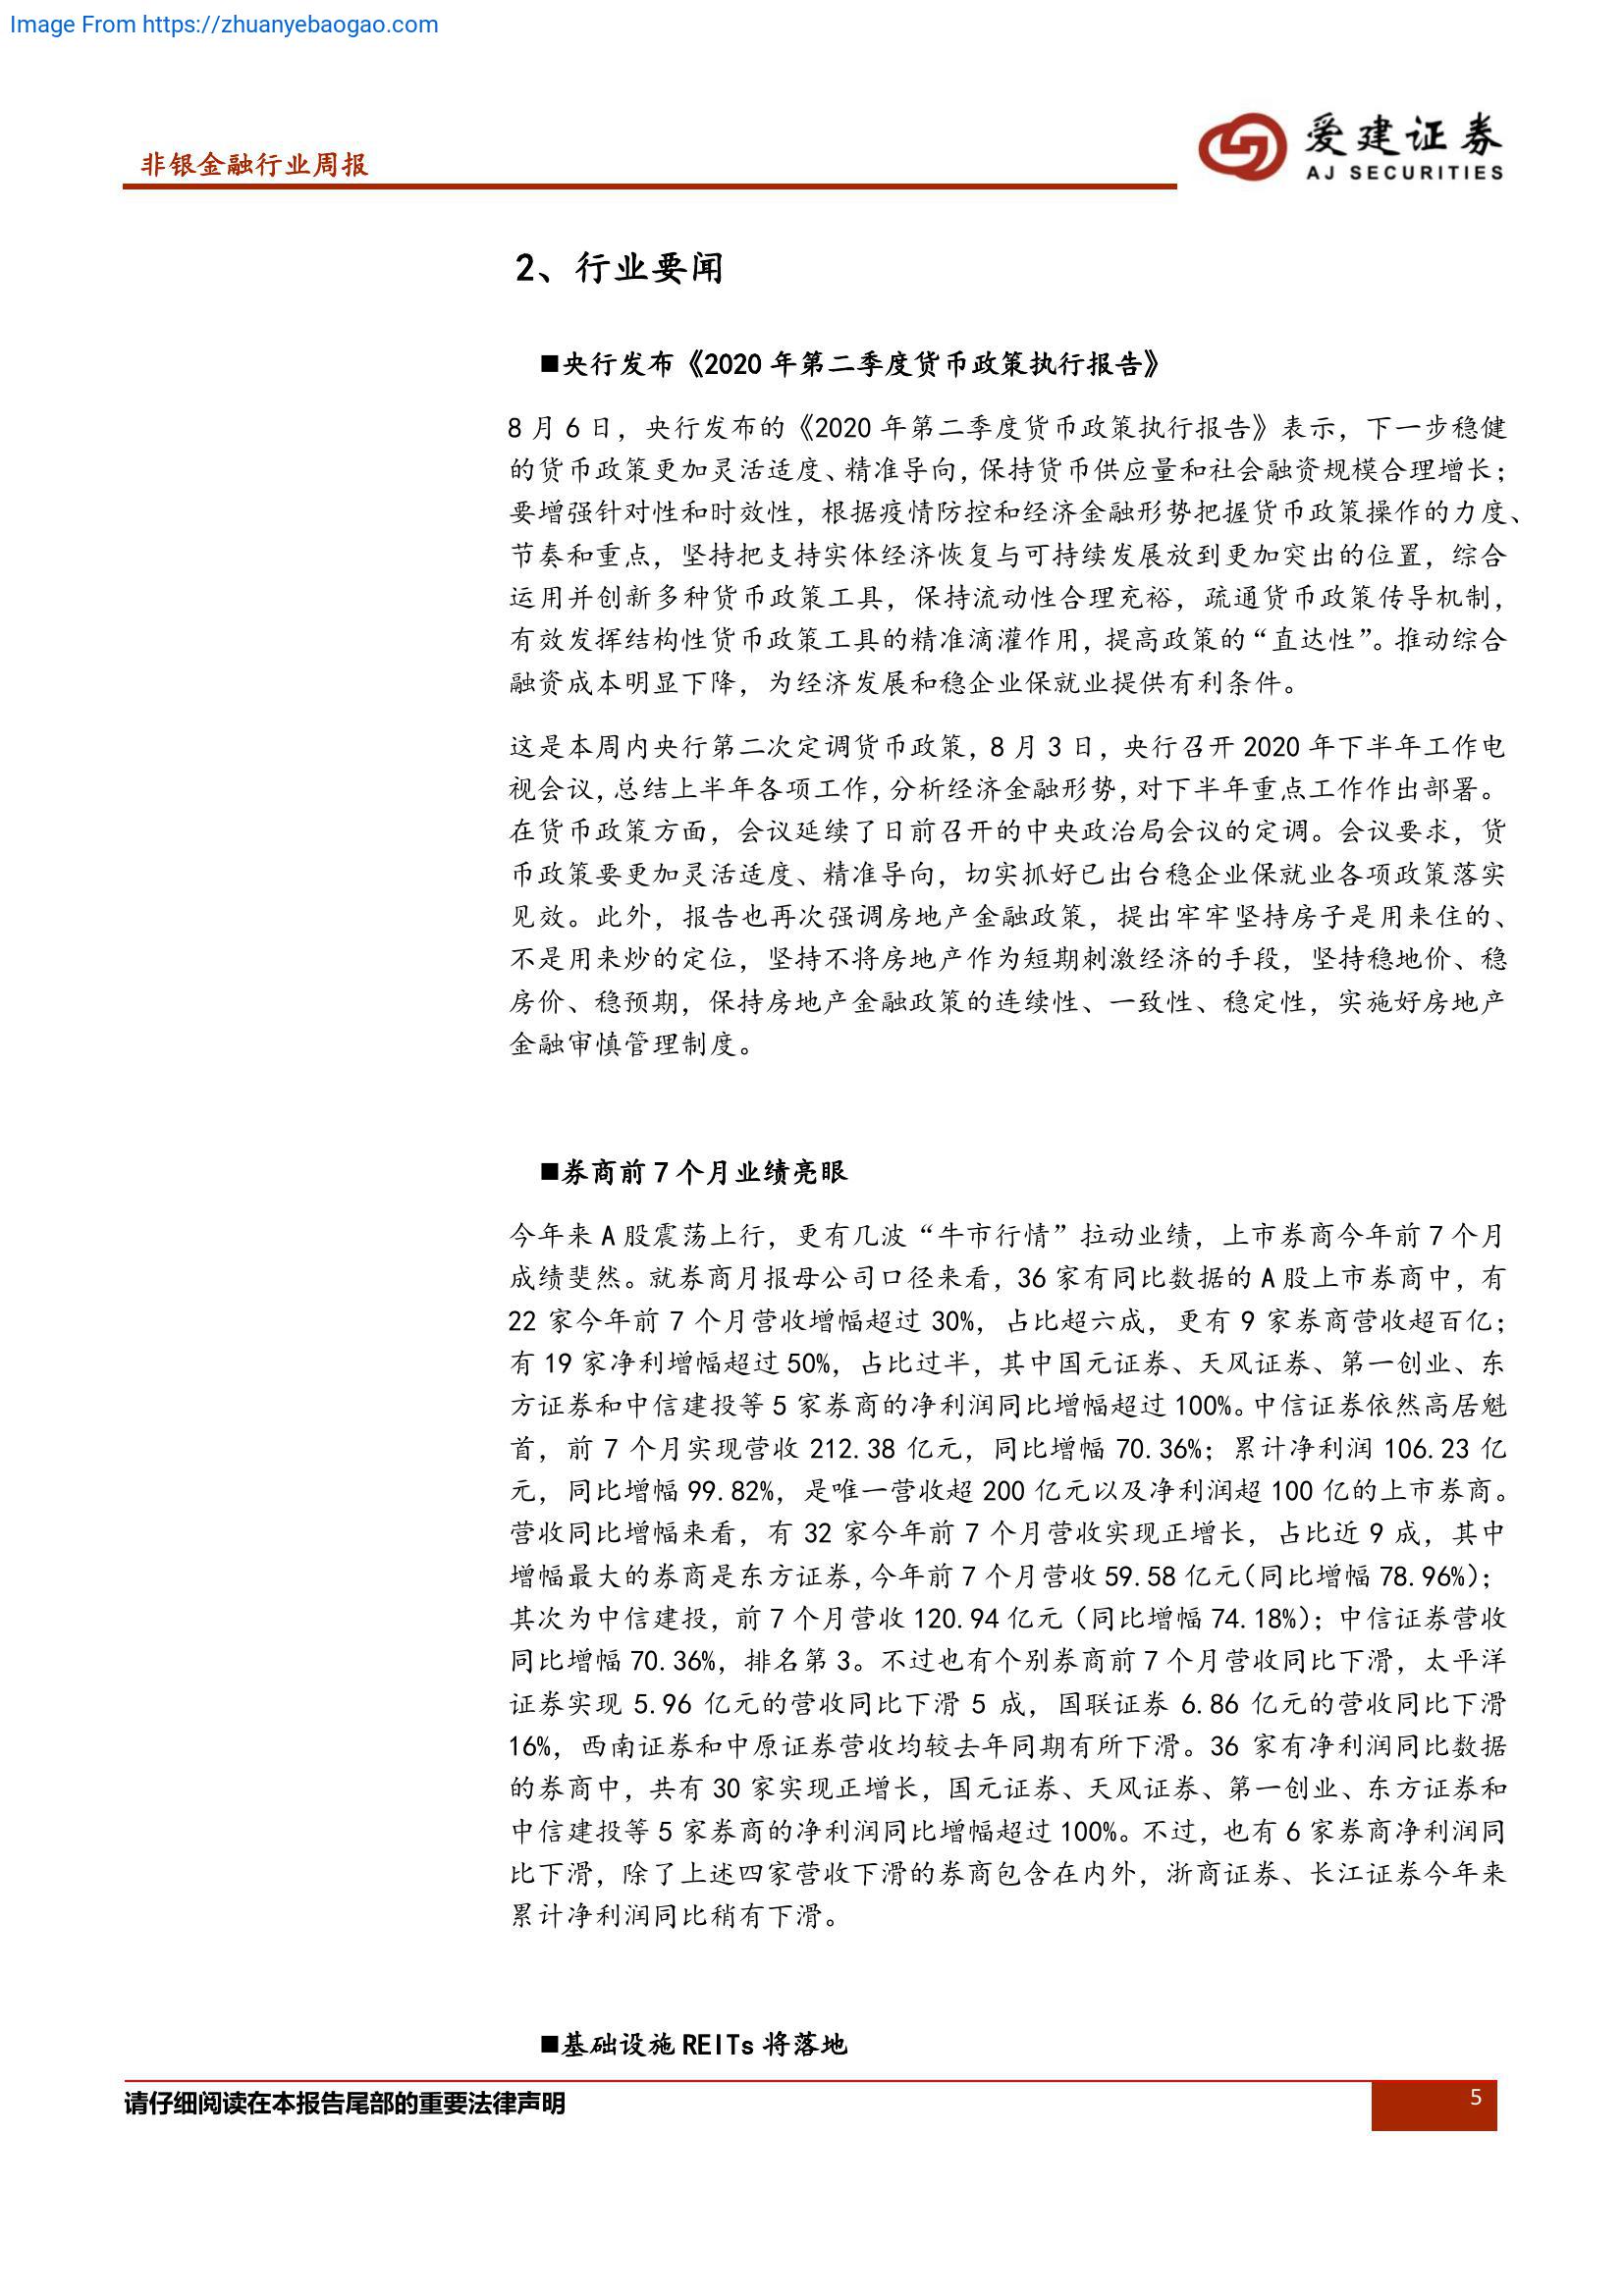 Image From https://zhuanyebaogao.com
非银金融行业周报
爱建证券
AJ SECURITIES
2、行业要闻
■央行发布《2020 年第二季度货币政策执行报告》
8 月 6 日，央行发布的《2020 年第二季度货币政策执行报告》表示，下一步稳健
的货币政策更加灵活适度、精准导向，保持货币供应量和社会融资规模合理增长；
要增强针对性和时效性，根据疫情防控和经济金融形势把握货币政策操作的力度、
节奏和重点，坚持把支持实体经济恢复与可持续发展放到更加突出的位置，综合
运用并创新多种货币政策工具，保持流动性合理充裕，疏通货币政策传导机制，
有效发挥结构性货币政策工具的精准滴灌作用，提高政策的“直达性”。推动综合
融资成本明显下降，为经济发展和稳企业保就业提供有利条件。
这是本周内央行第二次定调货币政策，8 月 3 日，央行召开 2020 年下半年工作电
视会议，总结上半年各项工作，分析经济金融形势，对下半年重点工作作出部署。
在货币政策方面，会议延续了日前召开的中央政治局会议的定调。会议要求，货
币政策要更加灵活适度、精准导向，切实抓好已出台稳企业保就业各项政策落实
见效。此外，报告也再次强调房地产金融政策，提出牢牢坚持房子是用来住的、
不是用来炒的定位，坚持不将房地产作为短期刺激经济的手段，坚持稳地价、稳
房价、稳预期，保持房地产金融政策的连续性、一致性、稳定性，实施好房地产
金融审慎管理制度。
■券商前 7 个月业绩亮眼
今年来 A 股震荡上行，更有几波“牛市行情”拉动业绩，上市券商今年前 7 个月
成绩斐然。就券商月报母公司口径来看，36 家有同比数据的 A 股上市券商中，有
22 家今年前 7 个月营收增幅超过 30%，占比超六成，更有 9 家券商营收超百亿；
有 19 家净利增幅超过 50%，占比过半，其中国元证券、天风证券、第一创业、东
方证券和中信建投等 5 家券商的净利润同比增幅超过 100%。中信证券依然高居魁
首，前 7 个月实现营收 212.38 亿元，同比增幅 70.36%；累计净利润 106.23 亿
元，同比增幅 99.82%，是唯一营收超 200 亿元以及净利润超 100 亿的上市券商。
营收同比增幅来看，有 32 家今年前 7 个月营收实现正增长，占比近 9 成，其中
增幅最大的券商是东方证券，今年前 7 个月营收 59.58 亿元（同比增幅 78.96%）；
其次为中信建投，前 7 个月营收 120.94 亿元（同比增幅 74.18%）；中信证券营收
同比增幅 70.36%，排名第 3。不过也有个别券商前 7 个月营收同比下滑，太平洋
证券实现 5.96 亿元的营收同比下滑 5 成，国联证券 6.86 亿元的营收同比下滑
16%，西南证券和中原证券营收均较去年同期有所下滑。36 家有净利润同比数据
的券商中，共有 30 家实现正增长，国元证券、天风证券、第一创业、东方证券和
中信建投等 5 家券商的净利润同比增幅超过 100%。不过，也有 6 家券商净利润同
比下滑，除了上述四家营收下滑的券商包含在内外，浙商证券、长江证券今年来
累计净利润同比稍有下滑。
■基础设施 REITs 将落地
请仔细阅读在本报告尾部的重要法律声明
5